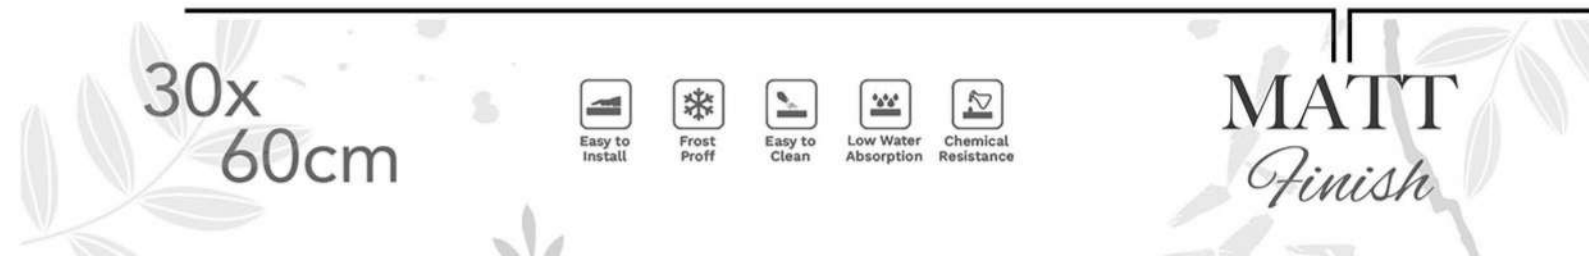 30x
60cm
Easy to
Install
Frost
Proff
Easy to
Clean
Low Water
Absorption
Chemical
Resistance
MATT
Finish